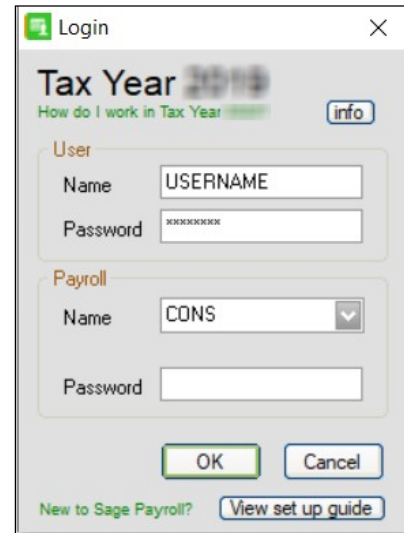 Login
Tax Year
How do I work in Tax Year
info
User
Name USERNAME
Password ********
Payroll
Name CONS
Password
OK Cancel
New to Sage Payroll? View set up guide